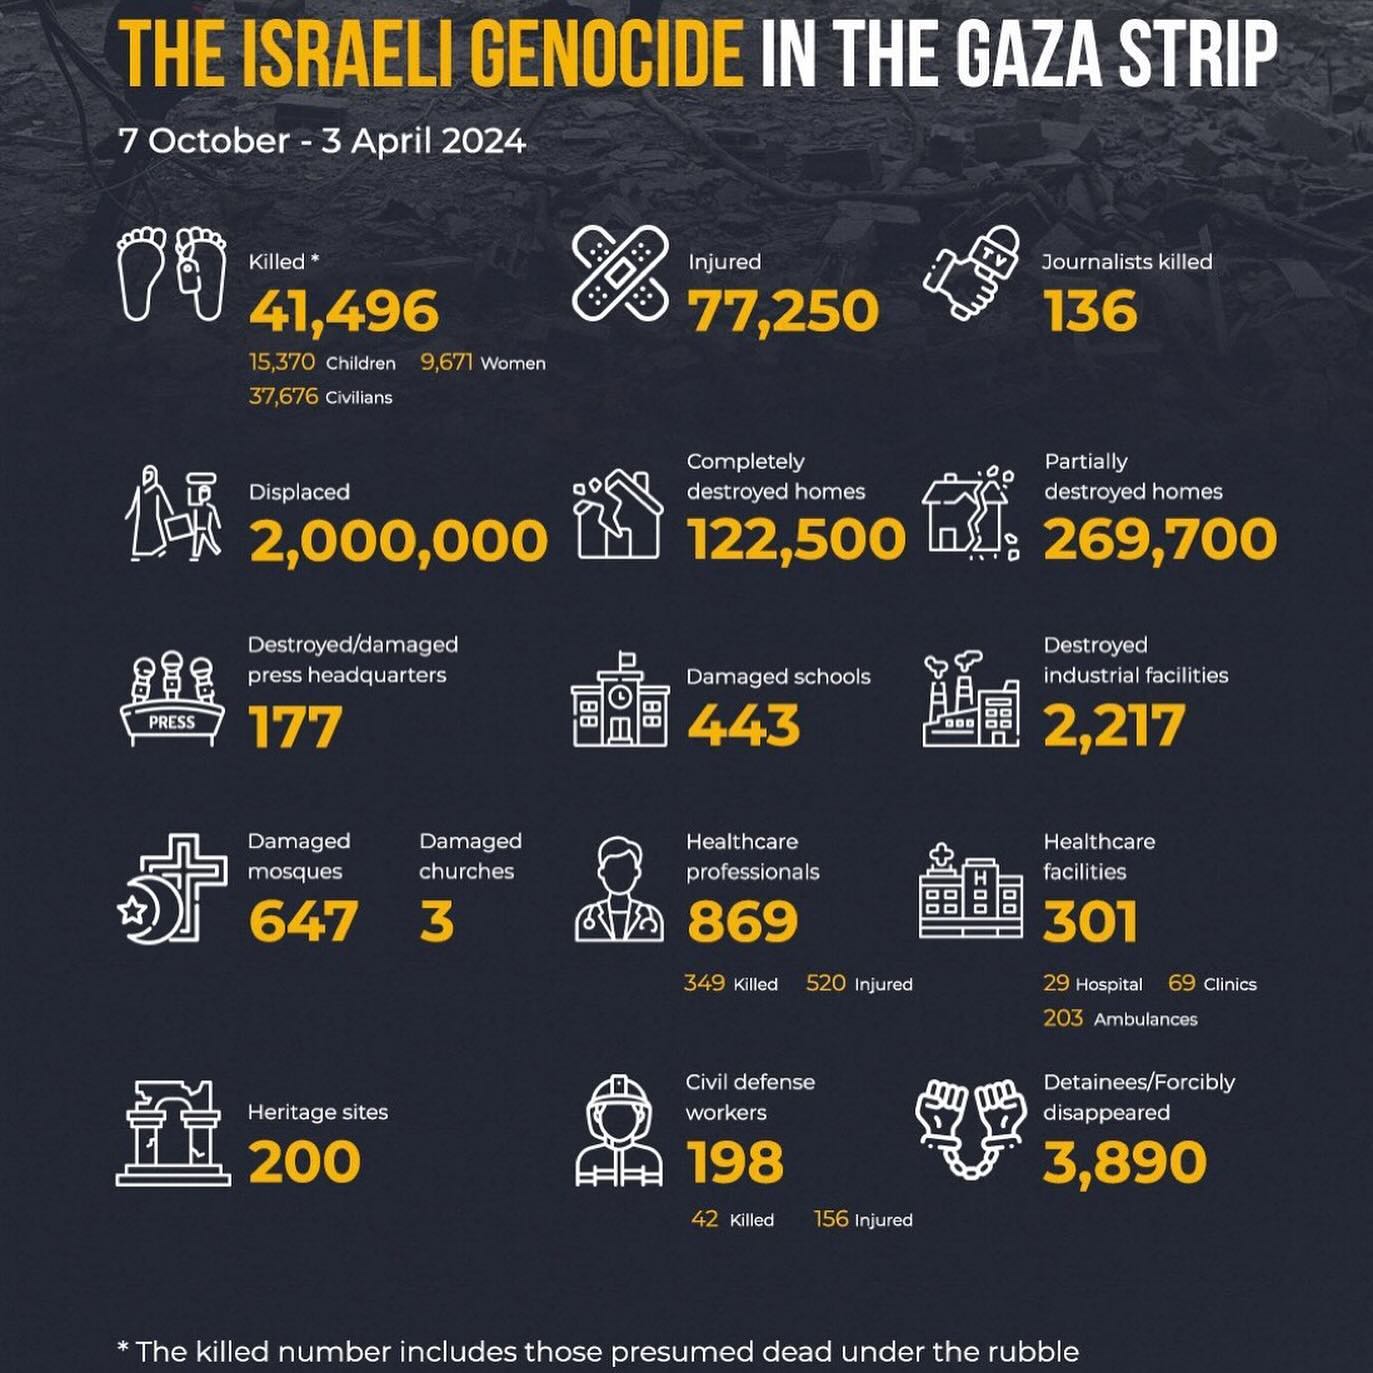 THE ISRAELI GENOCIDE IN THE GAZA STRIP
7 October - 3 April 2024
Killed *
41,496
15,370 Children 9,671 Women
37,676 Civilians
Injured
77,250
TV
Journalists killed
136
Displaced
2,000,000
Completely
destroyed homes
122,500
Partially
destroyed homes
269,700
PRESS
Destroyed/damaged
press headquarters
177
Damaged schools
443
Destroyed
industrial facilities
2,217
Damaged
mosques
647
Damaged
churches
3
Healthcare
professionals
869
349 Killed 520 Injured
H
Healthcare
facilities
301
29 Hospital 69 Clinics
203 Ambulances
Heritage sites
200
Civil defense
workers
198
42 Killed 156 Injured
Detainees/Forcibly
disappeared
3,890
* The killed number includes those presumed dead under the rubble